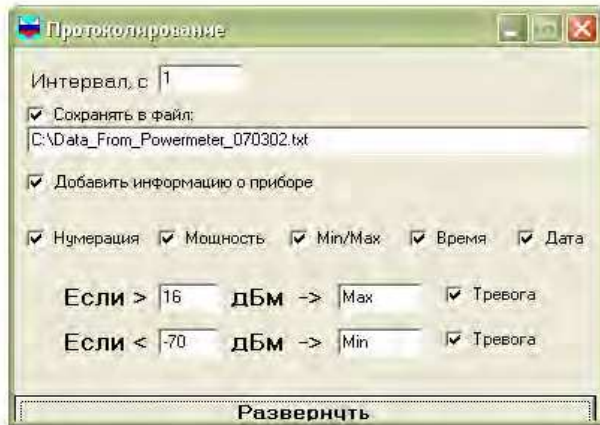 Протоколирование
Интервал, с 1
Сохранять в файл:
C:\Data_From_Powermeter_070302.txt
Добавить информацию о приборе
Нумерация Мощность Min/Max Время Дата
Если > 16 дБм -> Max Тревога
Если < -70 дБм -> Min Тревога
Развернуть